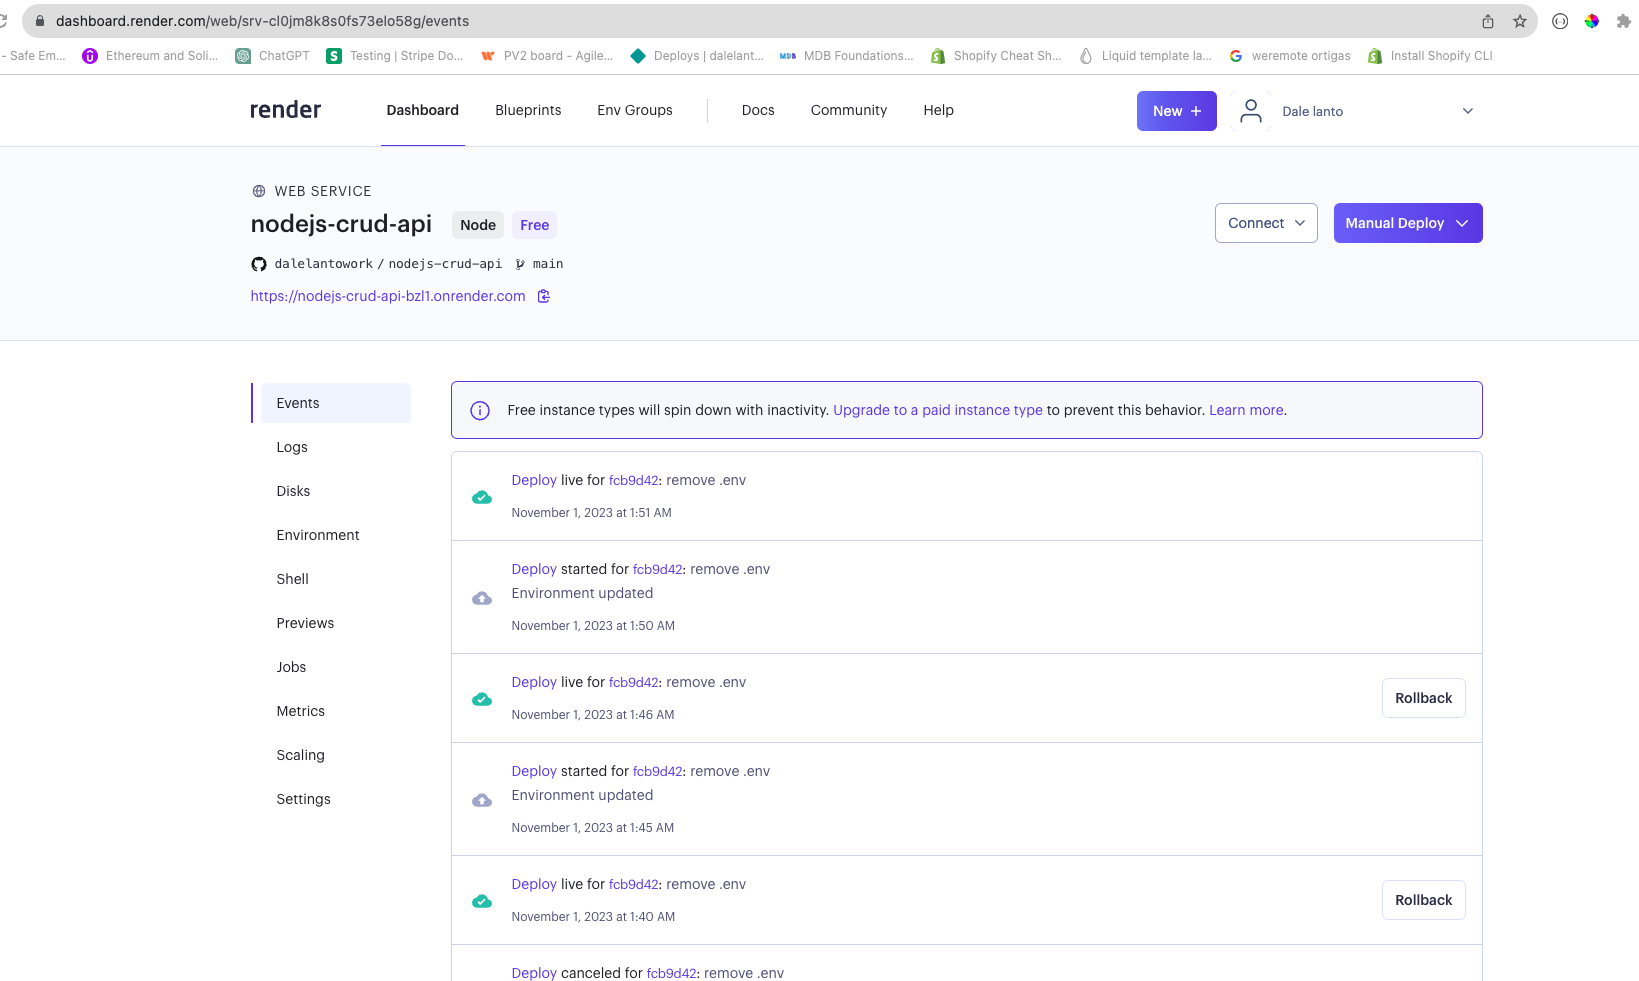 dashboard.render.com/web/srv-cl0jm8k8s0fs73elo58g/events
- Safe Em... Ethereum and Soli... ChatGPT Testing | Stripe Do... PV2 board - Agile... Deploys | dalelant... MDB Foundations... Shopify Cheat Sh... Liquid template la... weremote ortigas Install Shopify CLI
render Dashboard Blueprints Env Groups Docs Community Help New + Dale lanto
WEB SERVICE
nodejs-crud-api Node Free
Connect Manual Deploy
dalelantowork / nodejs-crud-api main
https://nodejs-crud-api-bzl1.onrender.com
Events
Logs
Disks
Environment
Shell
Previews
Jobs
Metrics
Scaling
Settings
Free instance types will spin down with inactivity. Upgrade to a paid instance type to prevent this behavior. Learn more.
Deploy live for fcb9d42: remove .env
November 1, 2023 at 1:51 AM
Deploy started for fcb9d42: remove .env
Environment updated
November 1, 2023 at 1:50 AM
Deploy live for fcb9d42: remove .env
November 1, 2023 at 1:46 AM
Rollback
Deploy started for fcb9d42: remove .env
Environment updated
November 1, 2023 at 1:45 AM
Deploy live for fcb9d42: remove .env
November 1, 2023 at 1:40 AM
Rollback
Deploy canceled for fcb9d42: remove .env